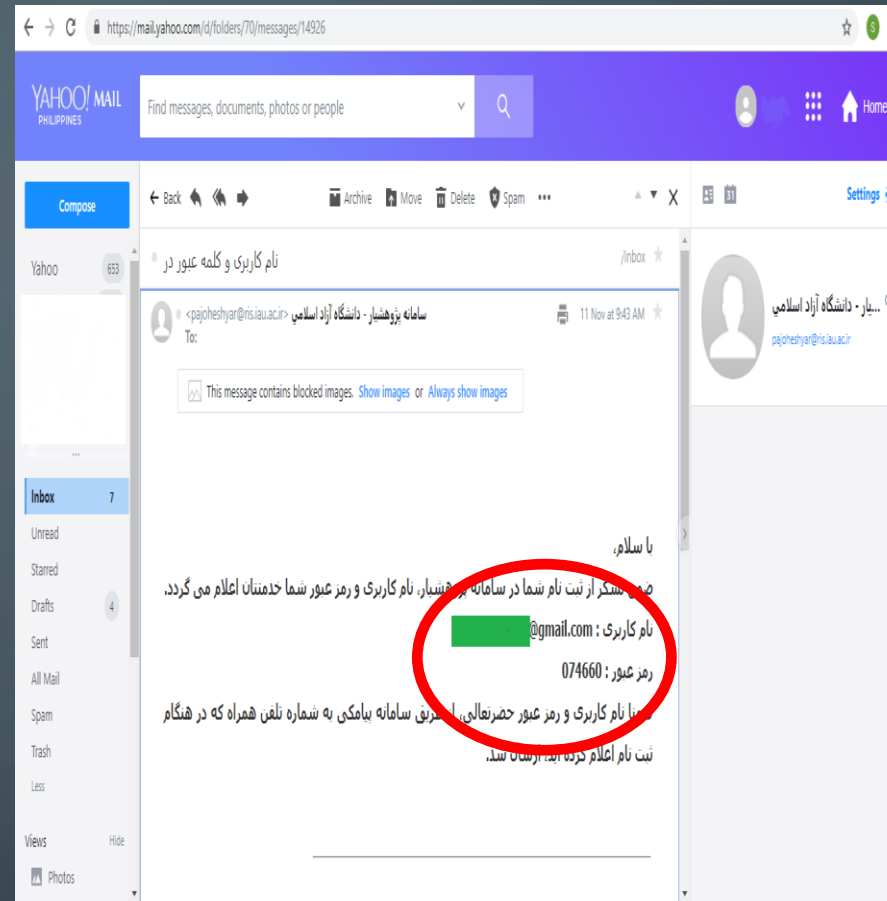 https://mail.yahoo.com/d/folders/70/messages/14926
S
YAHOO! MAIL
PHILIPPINES
Find messages, documents, photos or people
Home
Compose
Back
Archive
Move
Delete
Spam
Settings
Yahoo 653
نام کاربری و کلمه عبور در
/Inbox
سامانه پژوهشیار - دانشگاه آزاد اسلامي <pajoheshyar@ris.iau.ac.ir>
To:
11 Nov at 9:43 AM
...یار - دانشگاه آزاد اسلامي
pajoheshyar@ris.iau.ac.ir
This message contains blocked images. Show images or Always show images
Inbox 7
Unread
Starred
Drafts 4
Sent
All Mail
Spam
Trash
Less
Views Hide
Photos
با سلام،
ضمن تشکر از ثبت نام شما در سامانه پژوهشیار، نام کاربری و رمز عبور شما خدمتتان اعلام می گردد.
نام کاربری : @gmail.com
رمز عبور : 074660
ضمنا نام کاربری و رمز عبور حضرتعالی، از طریق سامانه پیامکی به شماره تلفن همراه که در هنگام
ثبت نام اعلام کرده اید، ارسال شد.